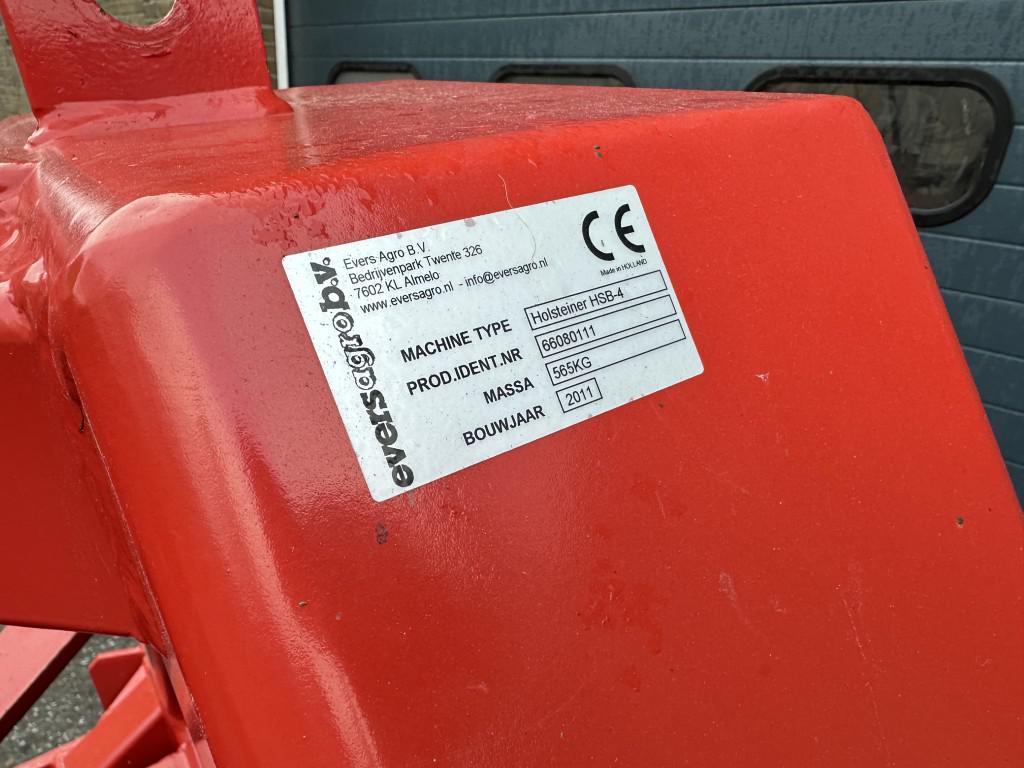 eversagro b.v.
Evers Agro B.V.
Bedrijvenpark Twente 326
7602 KL Almelo
www.eversagro.nl - info@eversagro.nl
CE
Made in HOLLAND
MACHINE TYPE Holsteiner HSB-4
PROD.IDENT.NR 66080111
MASSA 565KG
BOUWJAAR 2011